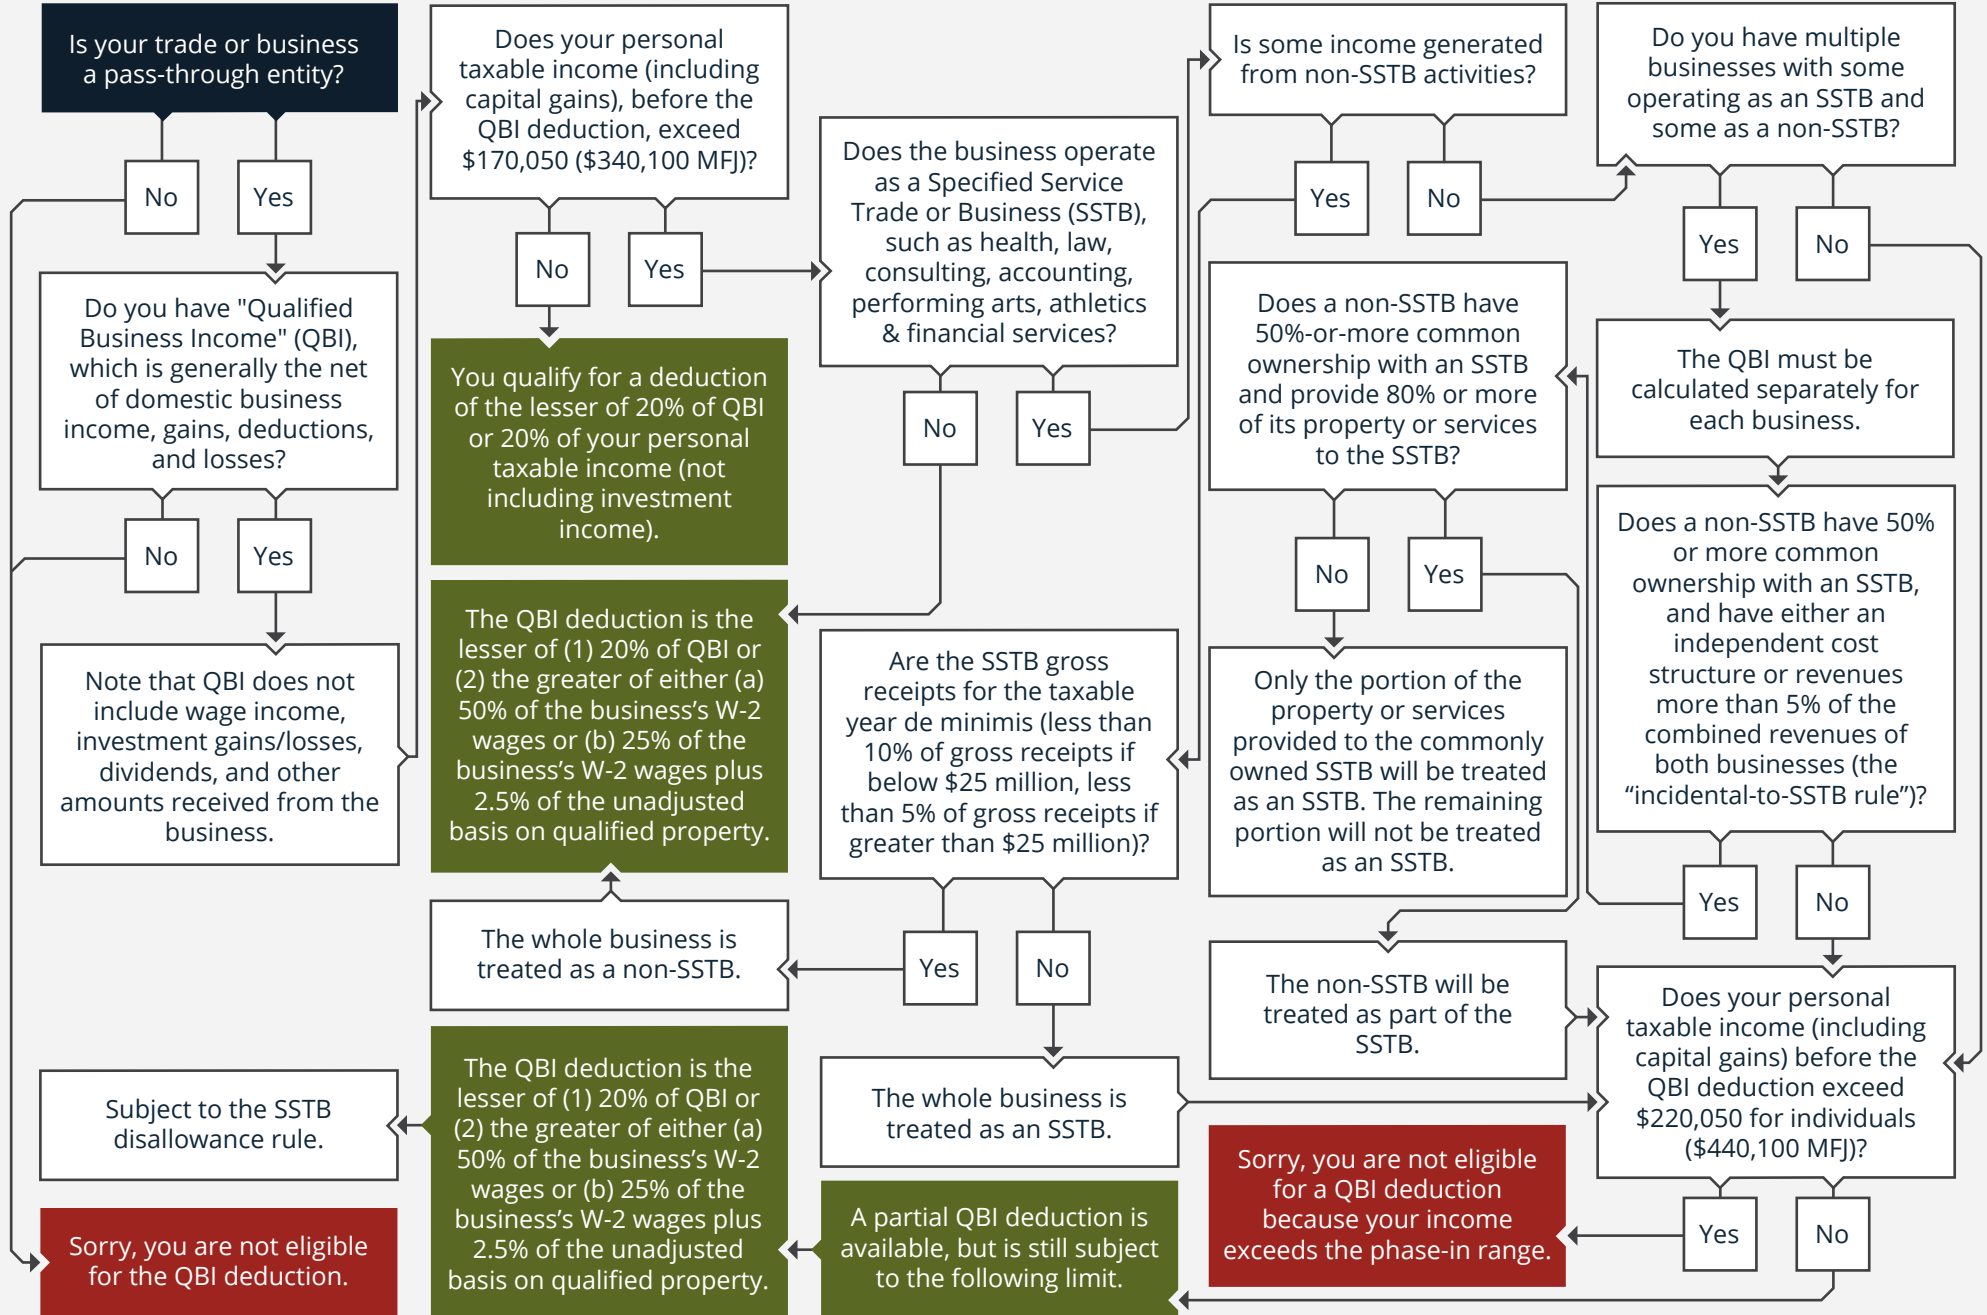 Is your trade or business
a pass-through entity?
No
Yes
Do you have "Qualified
Business Income" (QBI),
which is generally the net
of domestic business
income, gains, deductions,
and losses?
No
Yes
Note that QBI does not
include wage income,
investment gains/losses,
dividends, and other
amounts received from the
business.
Subject to the SSTB
disallowance rule.
Sorry, you are not eligible
for the QBI deduction.
Does your personal
taxable income (including
capital gains), before the
QBI deduction, exceed
$170,050 ($340,100 MFJ)?
No
Yes
You qualify for a deduction
of the lesser of 20% of QBI
or 20% of your personal
taxable income (not
including investment
income).
The QBI deduction is the
lesser of (1) 20% of QBI or
(2) the greater of either (a)
50% of the business’s W-2
wages or (b) 25% of the
business’s W-2 wages plus
2.5% of the unadjusted
basis on qualified property.
The whole business is
treated as a non-SSTB.
The QBI deduction is the
lesser of (1) 20% of QBI or
(2) the greater of either (a)
50% of the business’s W-2
wages or (b) 25% of the
business’s W-2 wages plus
2.5% of the unadjusted
basis on qualified property.
Does the business operate
as a Specified Service
Trade or Business (SSTB),
such as health, law,
consulting, accounting,
performing arts, athletics
& financial services?
No
Yes
Are the SSTB gross
receipts for the taxable
year de minimis (less than
10% of gross receipts if
below $25 million, less
than 5% of gross receipts if
greater than $25 million)?
Yes
No
The whole business is
treated as an SSTB.
A partial QBI deduction is
available, but is still subject
to the following limit.
Is some income generated
from non-SSTB activities?
Yes
No
Does a non-SSTB have
50%-or-more common
ownership with an SSTB
and provide 80% or more
of its property or services
to the SSTB?
No
Yes
Only the portion of the
property or services
provided to the commonly
owned SSTB will be treated
as an SSTB. The remaining
portion will not be treated
as an SSTB.
The non-SSTB will be
treated as part of the
SSTB.
Sorry, you are not eligible
for a QBI deduction
because your income
exceeds the phase-in range.
Do you have multiple
businesses with some
operating as an SSTB and
some as a non-SSTB?
Yes
No
The QBI must be
calculated separately for
each business.
Does a non-SSTB have 50%
or more common
ownership with an SSTB,
and have either an
independent cost
structure or revenues
more than 5% of the
combined revenues of
both businesses (the
“incidental-to-SSTB rule”)?
Yes
No
Does your personal
taxable income (including
capital gains) before the
QBI deduction exceed
$220,050 for individuals
($440,100 MFJ)?
Yes
No